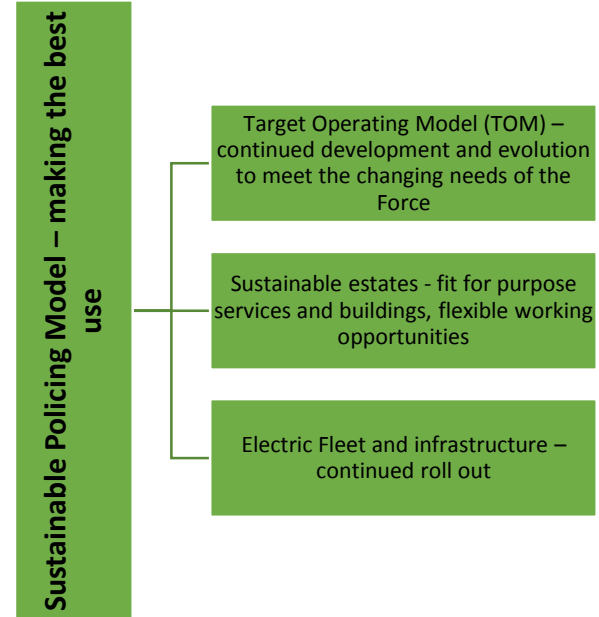 Sustainable Policing Model – making the best
use
Target Operating Model (TOM) –
continued development and evolution
to meet the changing needs of the
Force
Sustainable estates - fit for purpose
services and buildings, flexible working
opportunities
Electric Fleet and infrastructure –
continued roll out